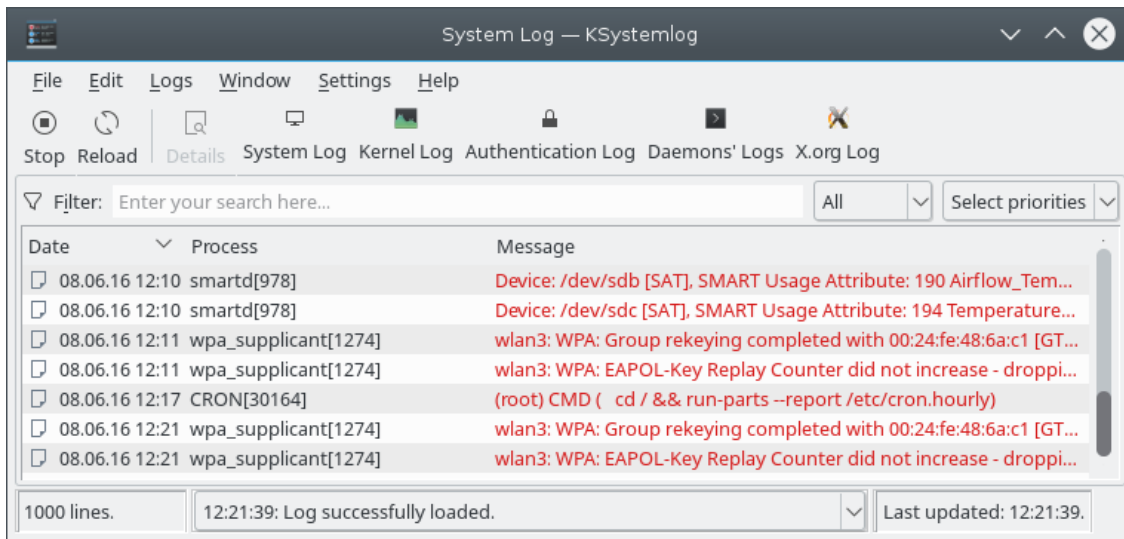 System Log — KSystemlog
File Edit Logs Window Settings Help
Stop Reload Details System Log Kernel Log Authentication Log Daemons' Logs X.org Log
Filter: Enter your search here... All Select priorities
Date Process Message
08.06.16 12:10 smartd[978] Device: /dev/sdb [SAT], SMART Usage Attribute: 190 Airflow_Tem...
08.06.16 12:10 smartd[978] Device: /dev/sdc [SAT], SMART Usage Attribute: 194 Temperature...
08.06.16 12:11 wpa_supplicant[1274] wlan3: WPA: Group rekeying completed with 00:24:fe:48:6a:c1 [GT...
08.06.16 12:11 wpa_supplicant[1274] wlan3: WPA: EAPOL-Key Replay Counter did not increase - droppi...
08.06.16 12:17 CRON[30164] (root) CMD (   cd / && run-parts --report /etc/cron.hourly)
08.06.16 12:21 wpa_supplicant[1274] wlan3: WPA: Group rekeying completed with 00:24:fe:48:6a:c1 [GT...
08.06.16 12:21 wpa_supplicant[1274] wlan3: WPA: EAPOL-Key Replay Counter did not increase - droppi...
1000 lines. 12:21:39: Log successfully loaded. Last updated: 12:21:39.